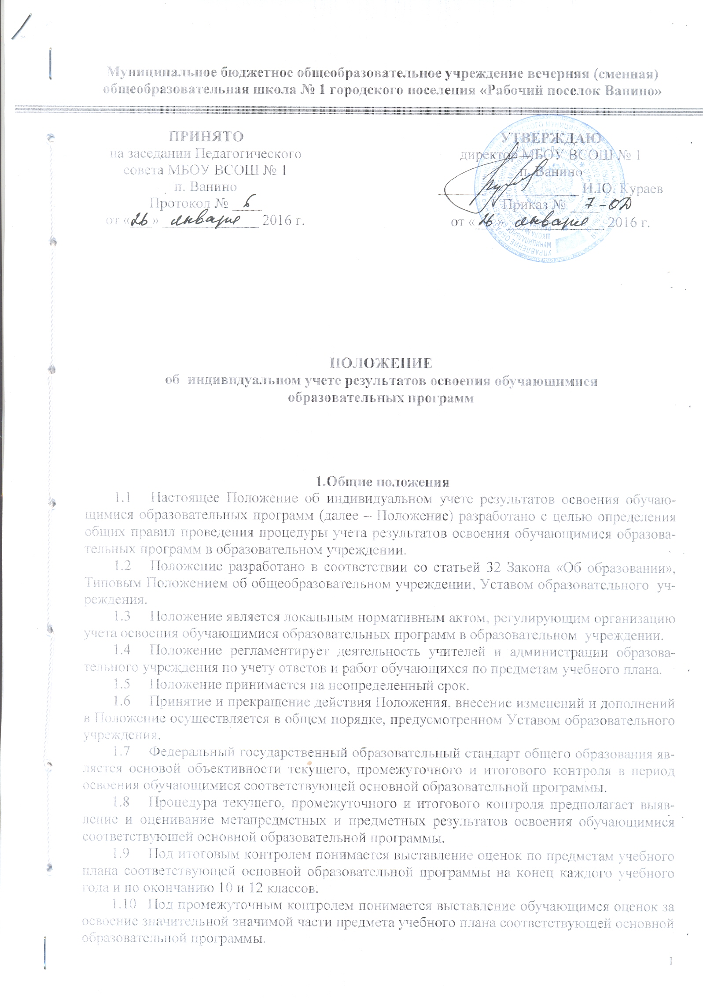 Муниципальное бюджетное общеобразовательное учреждение вечерняя (сменная)
общеобразовательная школа № 1 городского поселения «Рабочий поселок Ванино»
ПРИНЯТО
на заседании Педагогического
совета МБОУ ВСОШ № 1
п. Ванино
Протокол № 6
от «26» января 2016 г.
УТВЕРЖДАЮ
директор МБОУ ВСОШ № 1
п. Ванино
И.Ю. Кураев
Приказ № 7-ОД
от «26» января 2016 г.
ПОЛОЖЕНИЕ
об индивидуальном учете результатов освоения обучающимися
образовательных программ
1.Общие положения
1.1 Настоящее Положение об индивидуальном учете результатов освоения обучаю-
щимися образовательных программ (далее – Положение) разработано с целью определения
общих правил проведения процедуры учета результатов освоения обучающимися образова-
тельных программ в образовательном учреждении.
1.2 Положение разработано в соответствии со статьей 32 Закона «Об образовании»,
Типовым Положением об общеобразовательном учреждении, Уставом образовательного уч-
реждения.
1.3 Положение является локальным нормативным актом, регулирующим организацию
учета освоения обучающимися образовательных программ в образовательном учреждении.
1.4 Положение регламентирует деятельность учителей и администрации образова-
тельного учреждения по учету ответов и работ обучающихся по предметам учебного плана.
1.5 Положение принимается на неопределенный срок.
1.6 Принятие и прекращение действия Положения, внесение изменений и дополнений
в Положение осуществляется в общем порядке, предусмотренном Уставом образовательного
учреждения.
1.7 Федеральный государственный образовательный стандарт общего образования яв-
ляется основой объективности текущего, промежуточного и итогового контроля в период
освоения обучающимися соответствующей основной образовательной программы.
1.8 Процедура текущего, промежуточного и итогового контроля предполагает выяв-
ление и оценивание метапредметных и предметных результатов освоения обучающимися
соответствующей основной образовательной программы.
1.9 Под итоговым контролем понимается выставление оценок по предметам учебного
плана соответствующей основной образовательной программы на конец каждого учебного
года и по окончанию 10 и 12 классов.
1.10 Под промежуточным контролем понимается выставление обучающимся оценок за
освоение значительной значимой части предмета учебного плана соответствующей основной
образовательной программы.
1